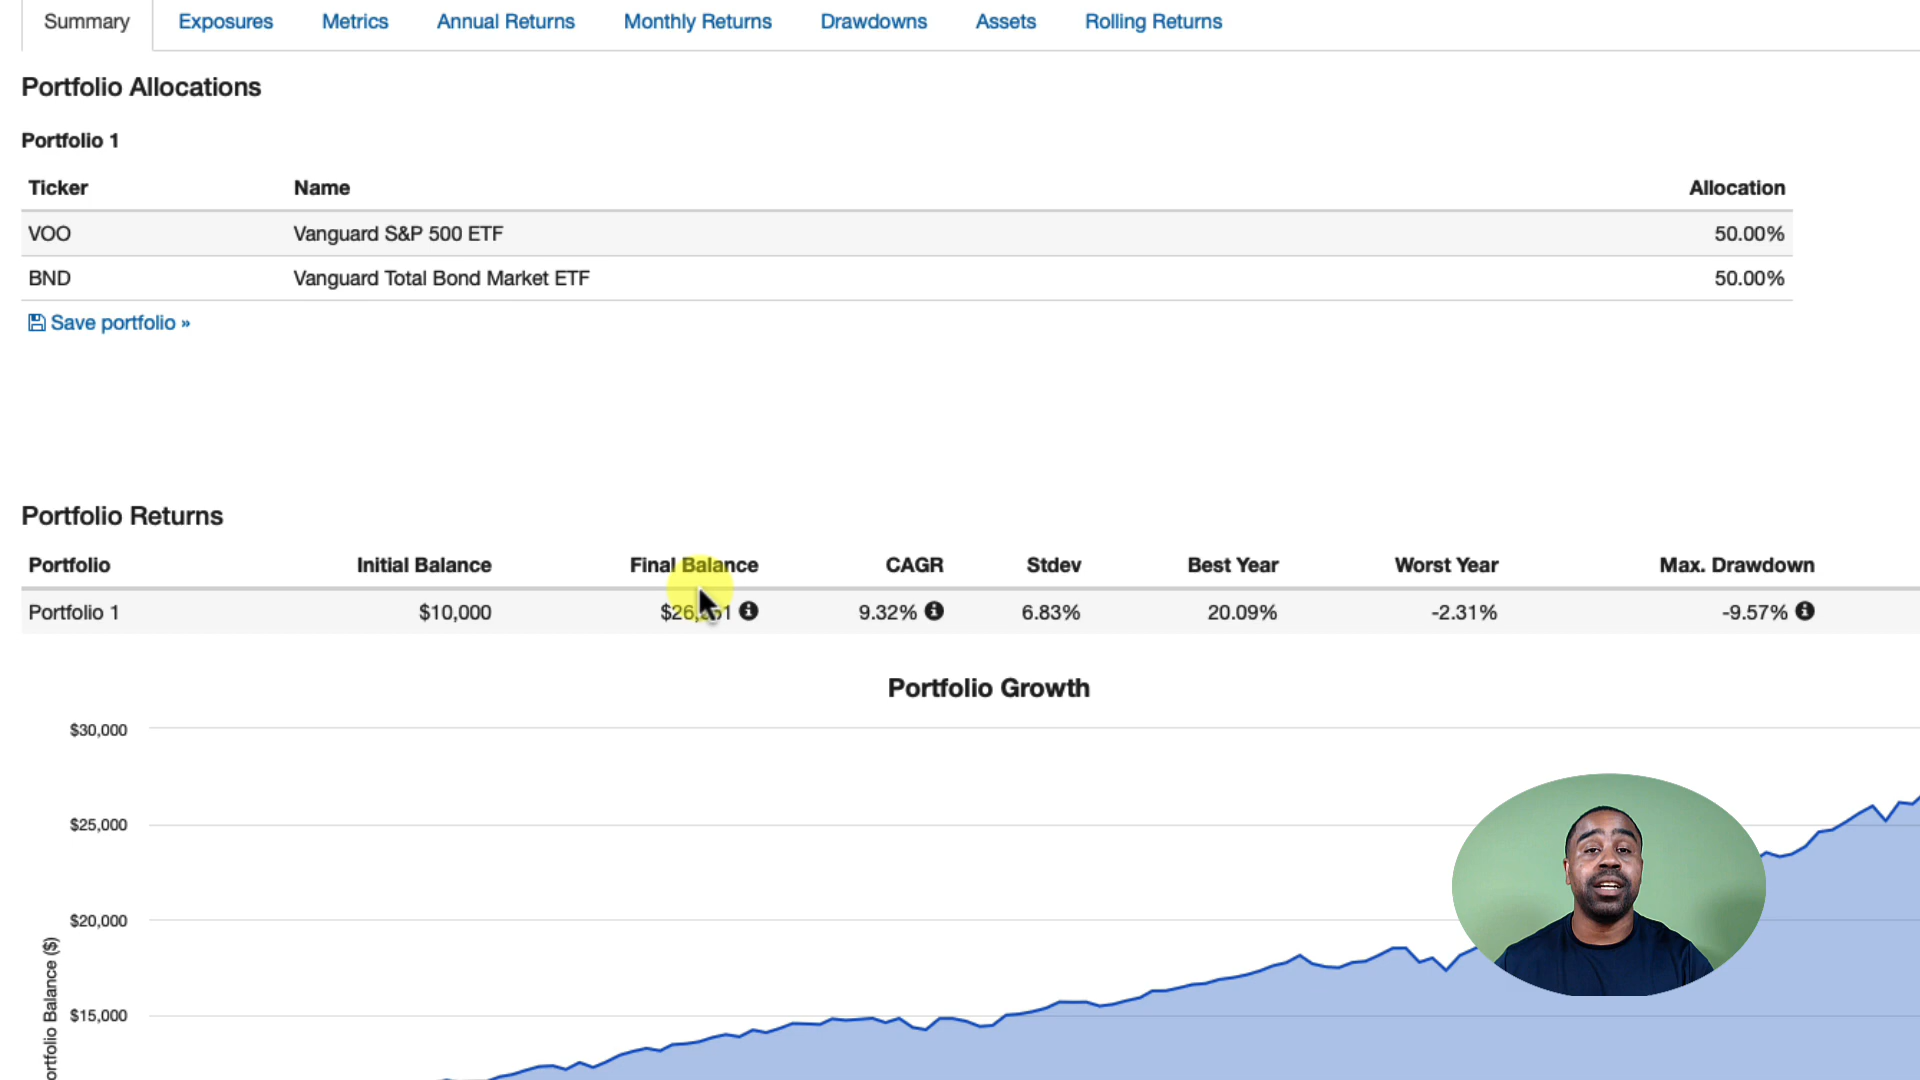 Summary Exposures Metrics Annual Returns Monthly Returns Drawdowns Assets Rolling Returns
Portfolio Allocations
Portfolio 1
Ticker Name Allocation
VOO Vanguard S&P 500 ETF 50.00%
BND Vanguard Total Bond Market ETF 50.00%
Save portfolio »
Portfolio Returns
Portfolio Initial Balance Final Balance CAGR Stdev Best Year Worst Year Max. Drawdown
Portfolio 1 $10,000 9.32% 6.83% 20.09% -2.31% -9.57%
Portfolio Growth
$30,000
$25,000
$20,000
$15,000
Balance ($)